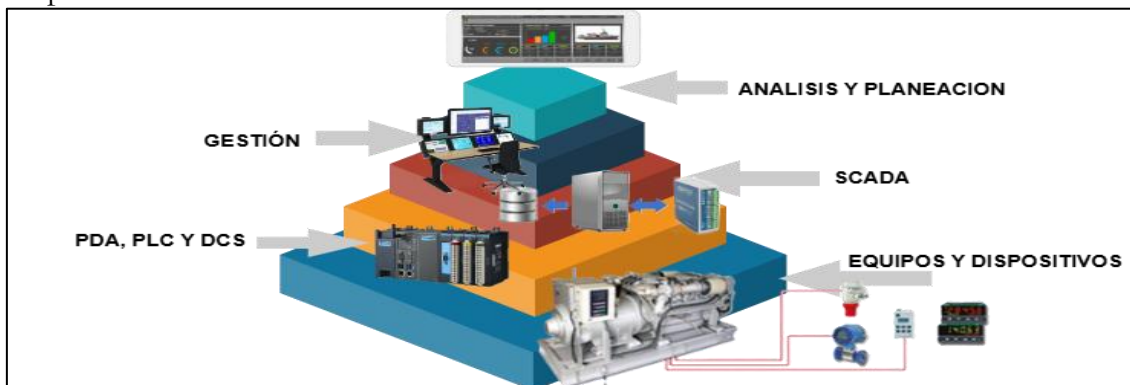 ANALISIS Y PLANEACION
GESTIÓN
SCADA
PDA, PLC Y DCS
EQUIPOS Y DISPOSITIVOS